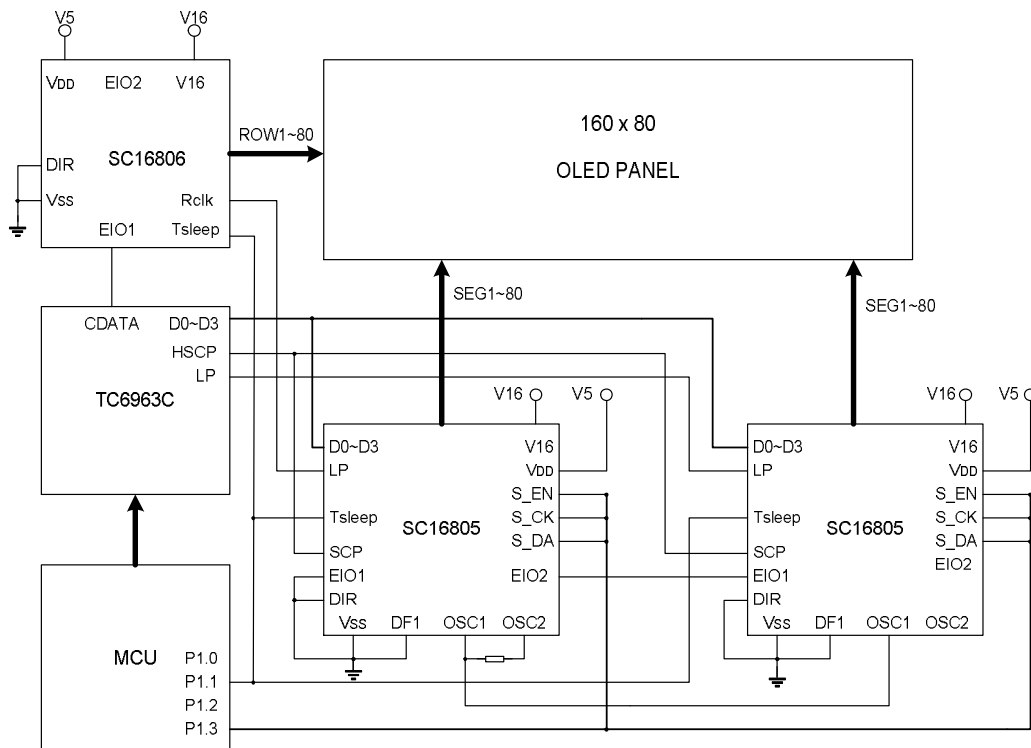 V5
V16
VDD
EIO2
V16
DIR
SC16806
Vss
Rclk
EIO1
Tsleep
ROW1~80
160 x 80
OLED PANEL
SEG1~80
SEG1~80
CDATA
D0~D3
HSCP
LP
TC6963C
V16
V5
D0~D3
V16
LP
VDD
S_EN
Tsleep
SC16805
S_CK
S_DA
SCP
EIO1
EIO2
DIR
Vss
DF1
OSC1
OSC2
V16
V5
D0~D3
V16
LP
VDD
S_EN
Tsleep
SC16805
S_CK
S_DA
SCP
EIO2
EIO1
DIR
Vss
DF1
OSC1
OSC2
MCU
P1.0
P1.1
P1.2
P1.3